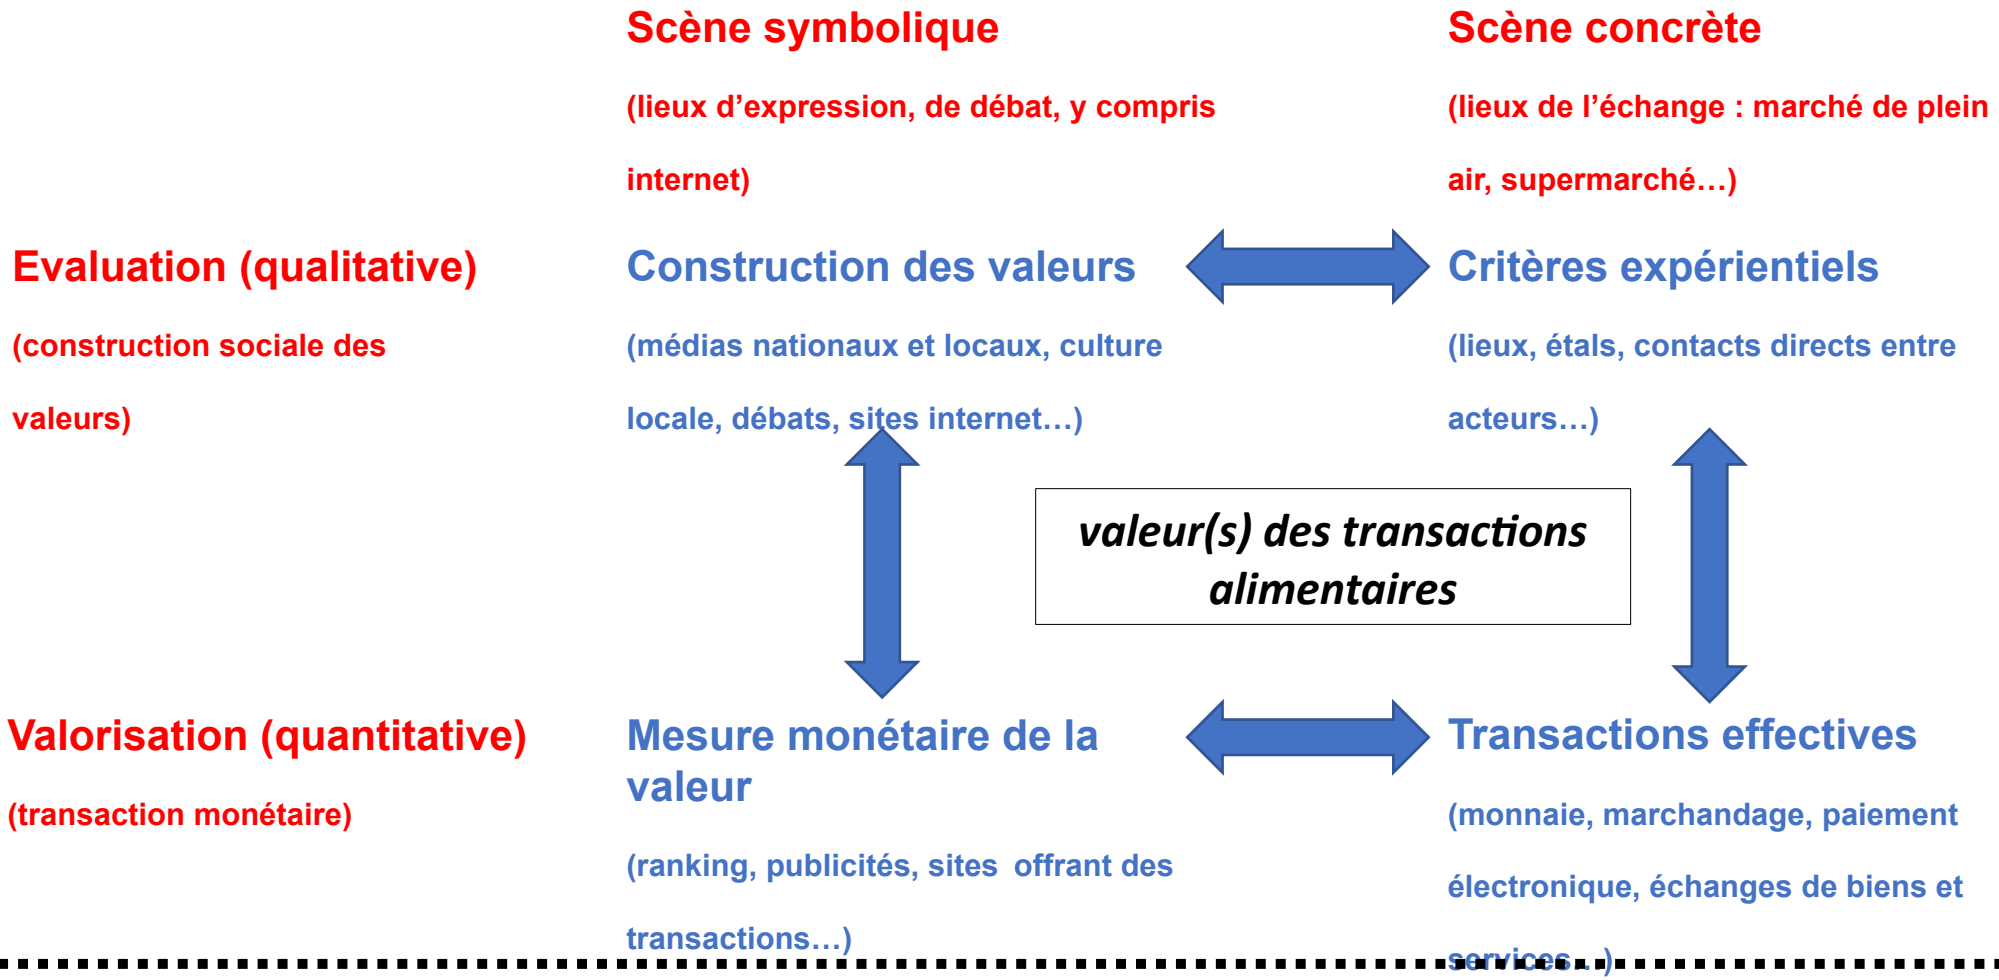 Scène symbolique
(lieux d’expression, de débat, y compris
internet)
Scène concrète
(lieux de l’échange : marché de plein
air, supermarché…)
Evaluation (qualitative)
(construction sociale des
valeurs)
Construction des valeurs
(médias nationaux et locaux, culture
locale, débats, sites internet…)
Critères expérientiels
(lieux, étals, contacts directs entre
acteurs…)
valeur(s) des transactions
alimentaires
Valorisation (quantitative)
(transaction monétaire)
Mesure monétaire de la
valeur
(ranking, publicités, sites offrant des
transactions…)
Transactions effectives
(monnaie, marchandage, paiement
électronique, échanges de biens et
services…)